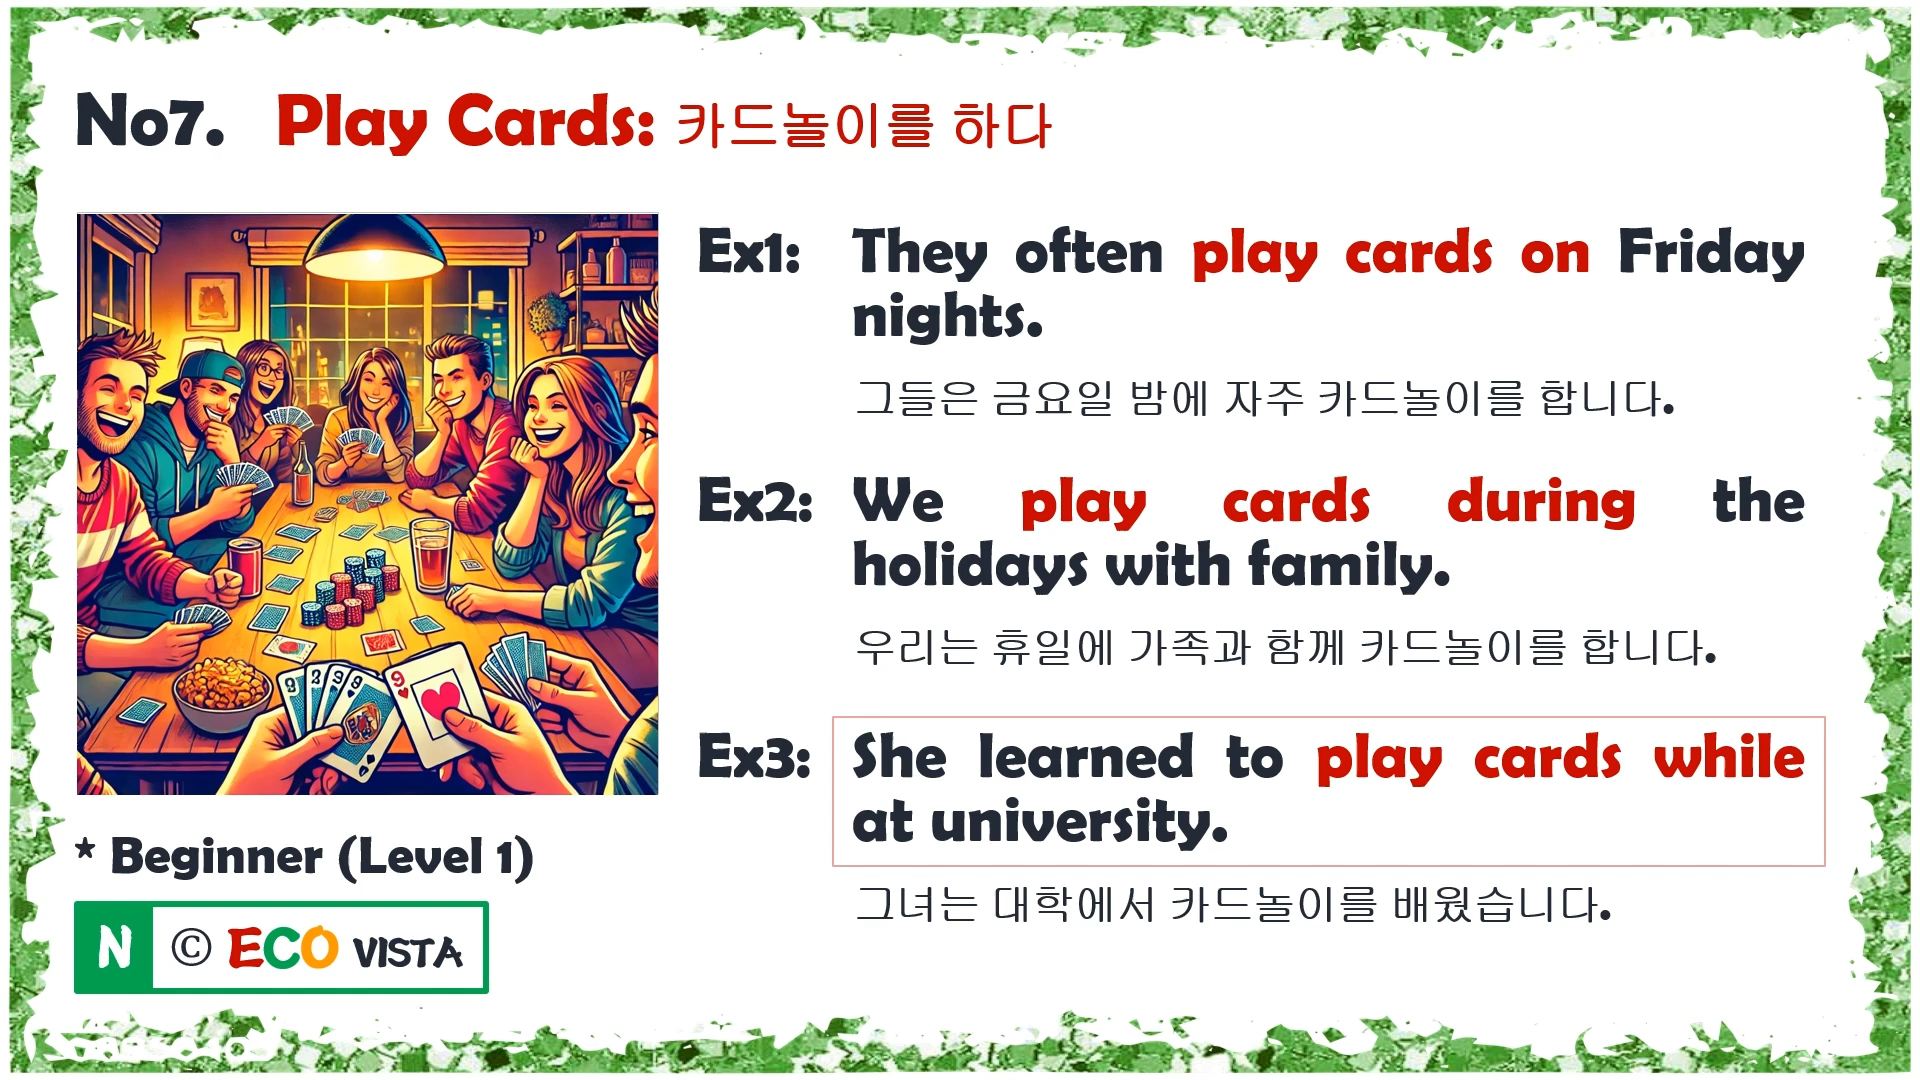 No7. Play Cards: 카드놀이를 하다
Ex1: They often play cards on Friday
nights.
그들은 금요일 밤에 자주 카드놀이를 합니다.
Ex2: We play cards during the
holidays with family.
우리는 휴일에 가족과 함께 카드놀이를 합니다.
Ex3: She learned to play cards while
at university.
그녀는 대학에서 카드놀이를 배웠습니다.
* Beginner (Level 1)
N © ECO VISTA